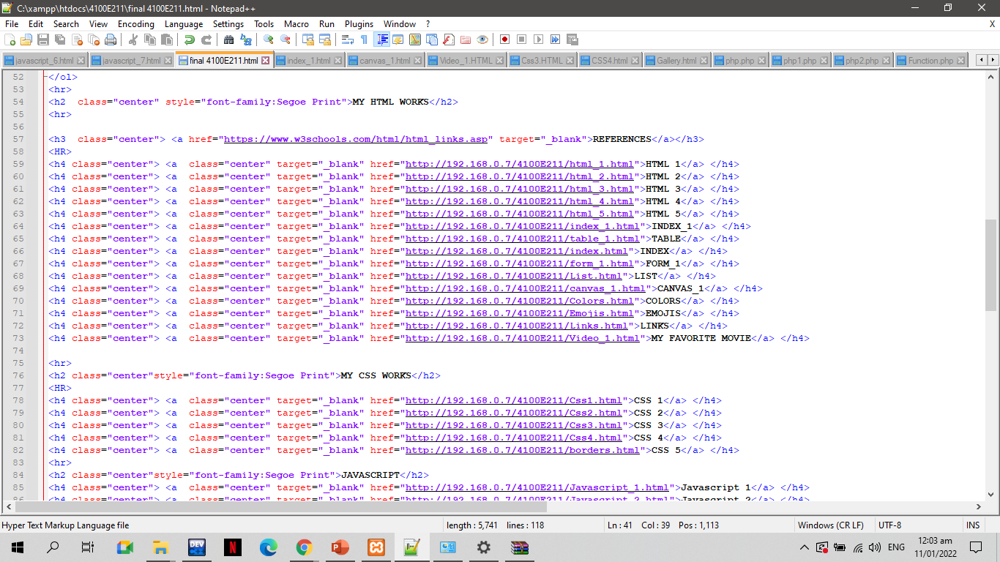 C:\xampp\htdocs\4100E211\final 4100E211.html - Notepad++
File Edit Search View Encoding Language Settings Tools Macro Run Plugins Window ? X
javascript_6.html javascript_7.html final 4100E211.html index_1.html canvas_1.html Video_1.HTML Css3.HTML CSS4.html Gallery.html php.php php1.php php2.php Function.php
52 </ol>
53 <hr>
54 <h2  class="center" style="font-family:Segoe Print">MY HTML WORKS</h2>
55 <hr>
56
57 <h3  class="center"> <a href="https://www.w3schools.com/html/html_links.asp" target="_blank">REFERENCES</a></h3>
58 <HR>
59 <h4 class="center"> <a  class="center" target="_blank" href="http://192.168.0.7/4100E211/html_1.html">HTML 1</a> </h4>
60 <h4 class="center"> <a  class="center" target="_blank" href="http://192.168.0.7/4100E211/html_2.html">HTML 2</a> </h4>
61 <h4 class="center"> <a  class="center" target="_blank" href="http://192.168.0.7/4100E211/html_3.html">HTML 3</a> </h4>
62 <h4 class="center"> <a  class="center" target="_blank" href="http://192.168.0.7/4100E211/html_4.html">HTML 4</a> </h4>
63 <h4 class="center"> <a  class="center" target="_blank" href="http://192.168.0.7/4100E211/html_5.html">HTML 5</a> </h4>
64 <h4 class="center"> <a  class="center" target="_blank" href="http://192.168.0.7/4100E211/index_1.html">INDEX_1</a> </h4>
65 <h4 class="center"> <a  class="center" target="_blank" href="http://192.168.0.7/4100E211/table_1.html">TABLE</a> </h4>
66 <h4 class="center"> <a  class="center" target="_blank" href="http://192.168.0.7/4100E211/index.html">INDEX</a> </h4>
67 <h4 class="center"> <a  class="center" target="_blank" href="http://192.168.0.7/4100E211/form_1.html">FORM_1</a> </h4>
68 <h4 class="center"> <a  class="center" target="_blank" href="http://192.168.0.7/4100E211/List.html">LIST</a> </h4>
69 <h4 class="center"> <a  class="center" target="_blank" href="http://192.168.0.7/4100E211/canvas_1.html">CANVAS_1</a> </h4>
70 <h4 class="center"> <a  class="center" target="_blank" href="http://192.168.0.7/4100E211/Colors.html">COLORS</a> </h4>
71 <h4 class="center"> <a  class="center" target="_blank" href="http://192.168.0.7/4100E211/Emojis.html">EMOJIS</a> </h4>
72 <h4 class="center"> <a  class="center" target="_blank" href="http://192.168.0.7/4100E211/Links.html">LINKS</a> </h4>
73 <h4 class="center"> <a  class="center" target="_blank" href="http://192.168.0.7/4100E211/Video_1.html">MY FAVORITE MOVIE</a> </h4>
74
75 <hr>
76 <h2 class="center"style="font-family:Segoe Print">MY CSS WORKS</h2>
77 <HR>
78 <h4 class="center"> <a  class="center" target="_blank" href="http://192.168.0.7/4100E211/Css1.html">CSS 1</a> </h4>
79 <h4 class="center"> <a  class="center" target="_blank" href="http://192.168.0.7/4100E211/Css2.html">CSS 2</a> </h4>
80 <h4 class="center"> <a  class="center" target="_blank" href="http://192.168.0.7/4100E211/Css3.html">CSS 3</a> </h4>
81 <h4 class="center"> <a  class="center" target="_blank" href="http://192.168.0.7/4100E211/Css4.html">CSS 4</a> </h4>
82 <h4 class="center"> <a  class="center" target="_blank" href="http://192.168.0.7/4100E211/borders.html">CSS 5</a> </h4>
83 <hr>
84 <h2 class="center"style="font-family:Segoe Print">JAVASCRIPT</h2>
85 <h4 class="center"> <a  class="center" target="_blank" href="http://192.168.0.7/4100E211/Javascript_1.html">Javascript 1</a> </h4>
86 <h4 class="center"> <a  class="center" target="_blank" href="http://192.168.0.7/4100E211/Javascript_2.html">Javascript 2</a> </h4>
Hyper Text Markup Language file length : 5,741 lines : 118 Ln : 41 Col : 39 Pos : 1,113 Windows (CR LF) UTF-8 INS
DEV C++ N ENG 12:03 am
11/01/2022